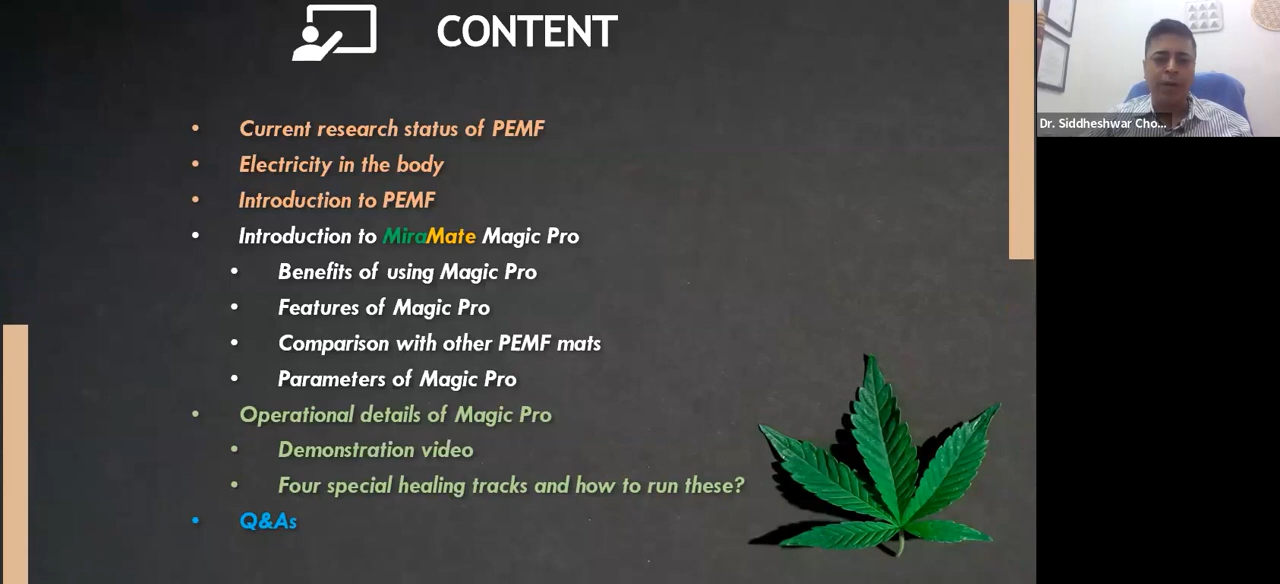 CONTENT
• Current research status of PEMF
• Electricity in the body
• Introduction to PEMF
• Introduction to MiraMate Magic Pro
• Benefits of using Magic Pro
• Features of Magic Pro
• Comparison with other PEMF mats
• Parameters of Magic Pro
• Operational details of Magic Pro
• Demonstration video
• Four special healing tracks and how to run these?
• Q&As
Dr. Siddheshwar Cho...